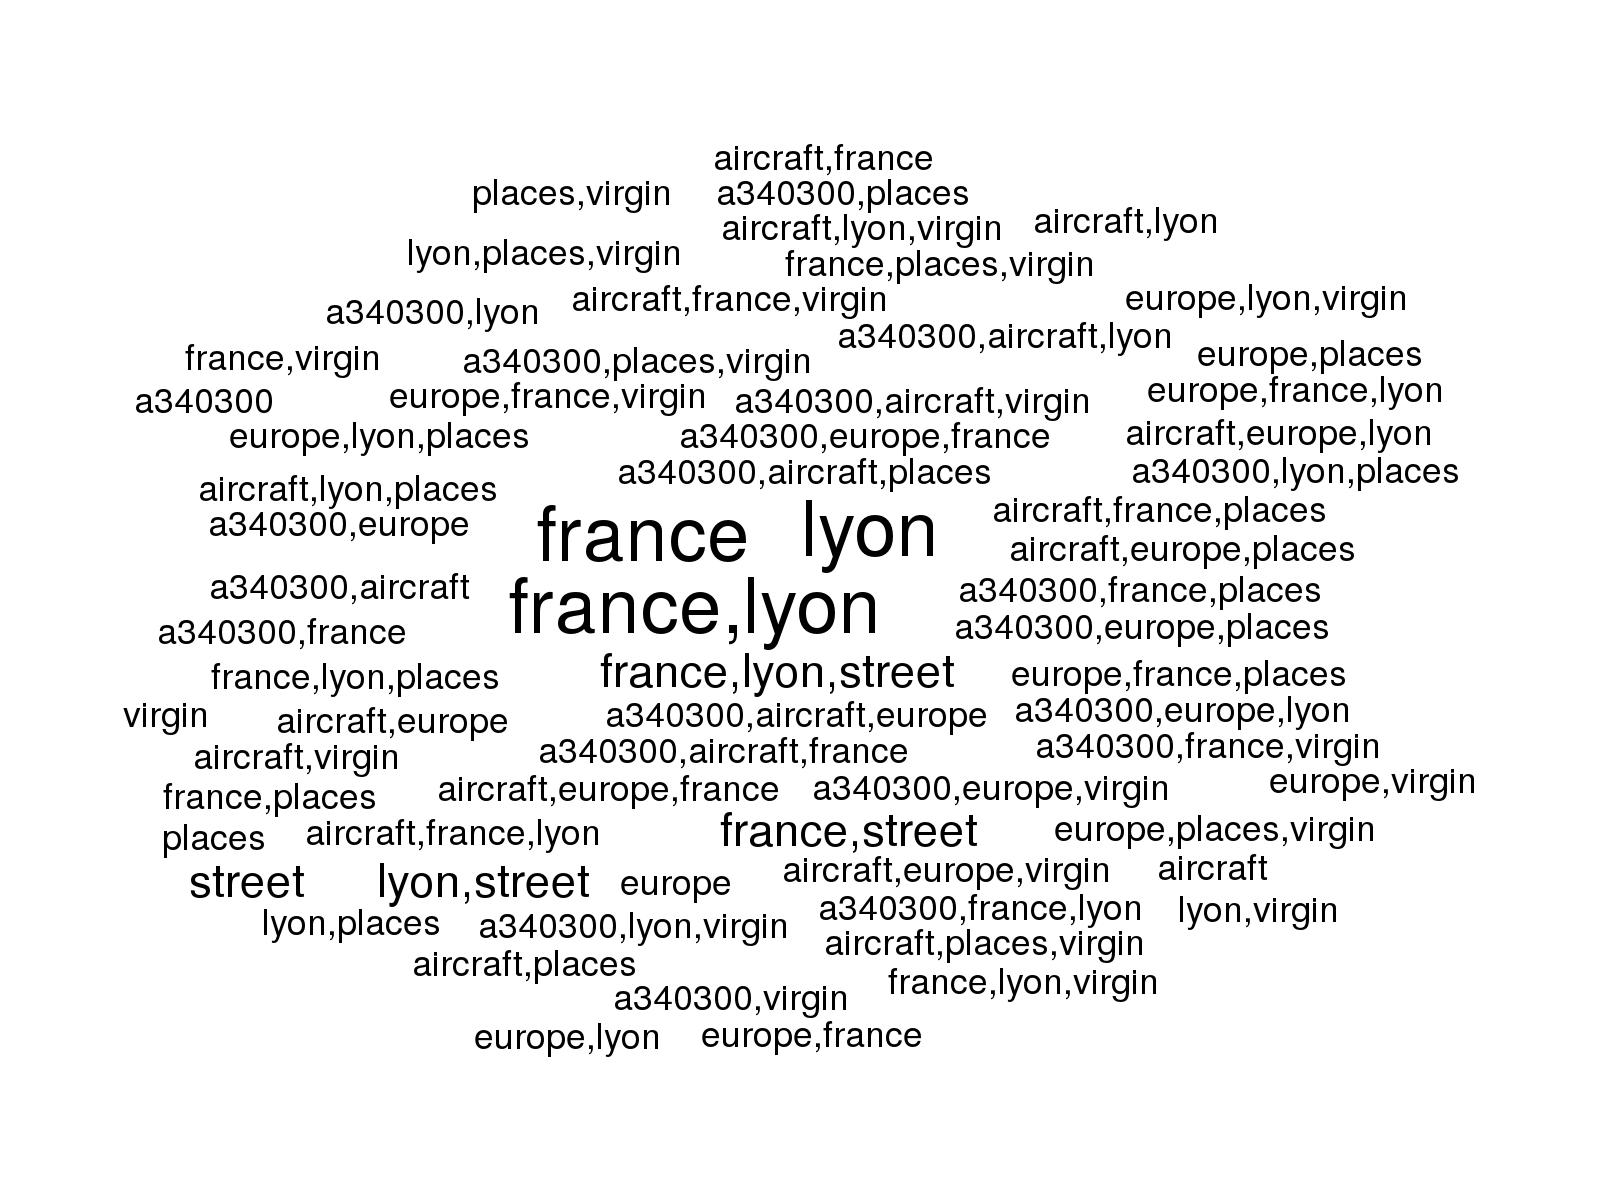 aircraft,france
places,virgin a340300,places
aircraft,lyon,virgin aircraft,lyon
lyon,places,virgin france,places,virgin
a340300,lyon aircraft,france,virgin europe,lyon,virgin
a340300,aircraft,lyon
france,virgin a340300,places,virgin europe,places
a340300 europe,france,virgin a340300,aircraft,virgin europe,france,lyon
europe,lyon,places a340300,europe,france aircraft,europe,lyon
a340300,aircraft,places a340300,lyon,places
aircraft,lyon,places
a340300,europe france lyon aircraft,france,places
aircraft,europe,places
a340300,aircraft france,lyon a340300,france,places
a340300,france a340300,europe,places
france,lyon,places france,lyon,street europe,france,places
virgin aircraft,europe a340300,aircraft,europe a340300,europe,lyon
aircraft,virgin a340300,aircraft,france a340300,france,virgin
france,places aircraft,europe,france a340300,europe,virgin europe,virgin
places aircraft,france,lyon france,street europe,places,virgin
street lyon,street europe aircraft,europe,virgin aircraft
lyon,places a340300,lyon,virgin a340300,france,lyon lyon,virgin
aircraft,places aircraft,places,virgin
a340300,virgin france,lyon,virgin
europe,lyon europe,france